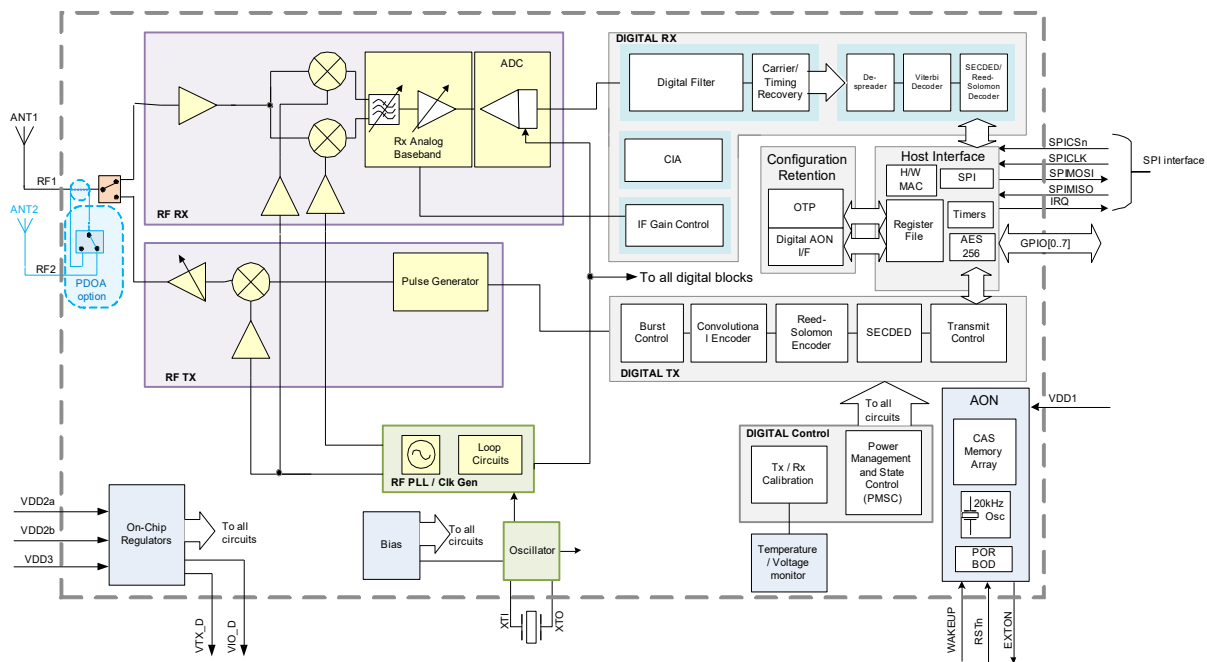 DIGITAL RX
ADC
Digital Filter
Carrier/
Timing
Recovery
De-
spreader
Viterbi
Decoder
SECDED/
Reed-
Solomon
Decoder
ANT1
Rx Analog
Baseband
CIA
Configuration
Retention
Host Interface
H/W
MAC
SPI
SPICSn
SPICLK
SPIMOSI
SPIMISO
IRQ
SPI interface
RF1
ANT2
RF RX
IF Gain Control
OTP
Digital AON
I/F
Register
File
Timers
AES
256
GPIO[0..7]
RF2
PDOA
option
Pulse Generator
To all digital blocks
RF TX
Burst
Control
Convolutiona
l Encoder
Reed-
Solomon
Encoder
SECDED
Transmit
Control
DIGITAL TX
To all
circuits
AON
VDD1
CAS
Memory
Array
Loop
Circuits
RF PLL / Clk Gen
DIGITAL Control
Tx / Rx
Calibration
Power
Management
and State
Control
(PMSC)
20kHz
Osc
VDD2a
VDD2b
VDD3
On-Chip
Regulators
To all
circuits
Bias
To all
circuits
Oscillator
Temperature
/ Voltage
monitor
POR
BOD
VTX_D
VIO_D
XTI
XTO
WAKEUP
RSTn
EXTON